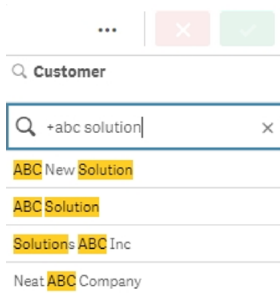 Customer
+abc solution
ABC New Solution
ABC Solution
Solutions ABC Inc
Neat ABC Company